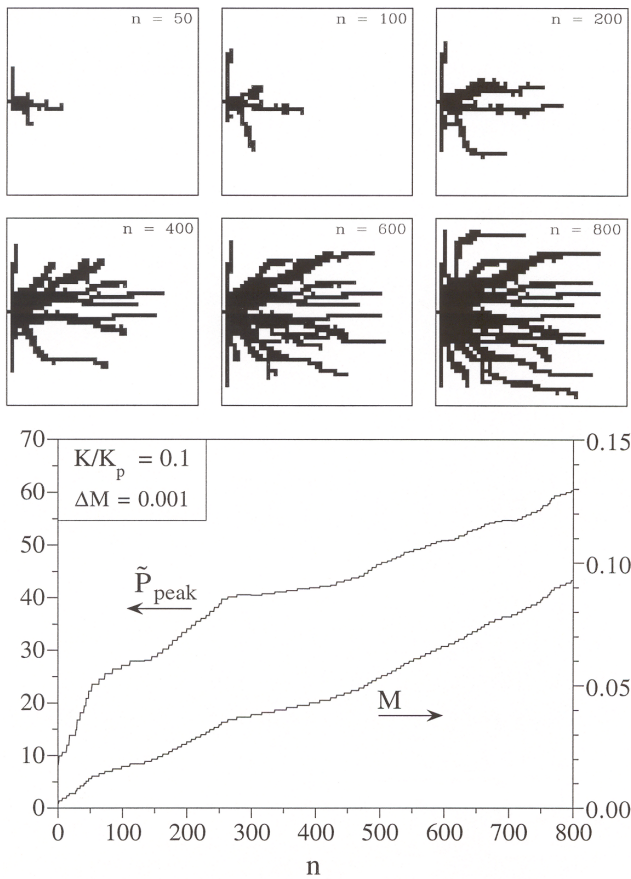 n = 50
n = 100
n = 200
n = 400
n = 600
n = 800
70
60
50
40
30
20
10
0
K/Kp = 0.1
ΔM = 0.001
P̃peak
M
0.15
0.10
0.05
0.00
0 100 200 300 400 500 600 700 800
n